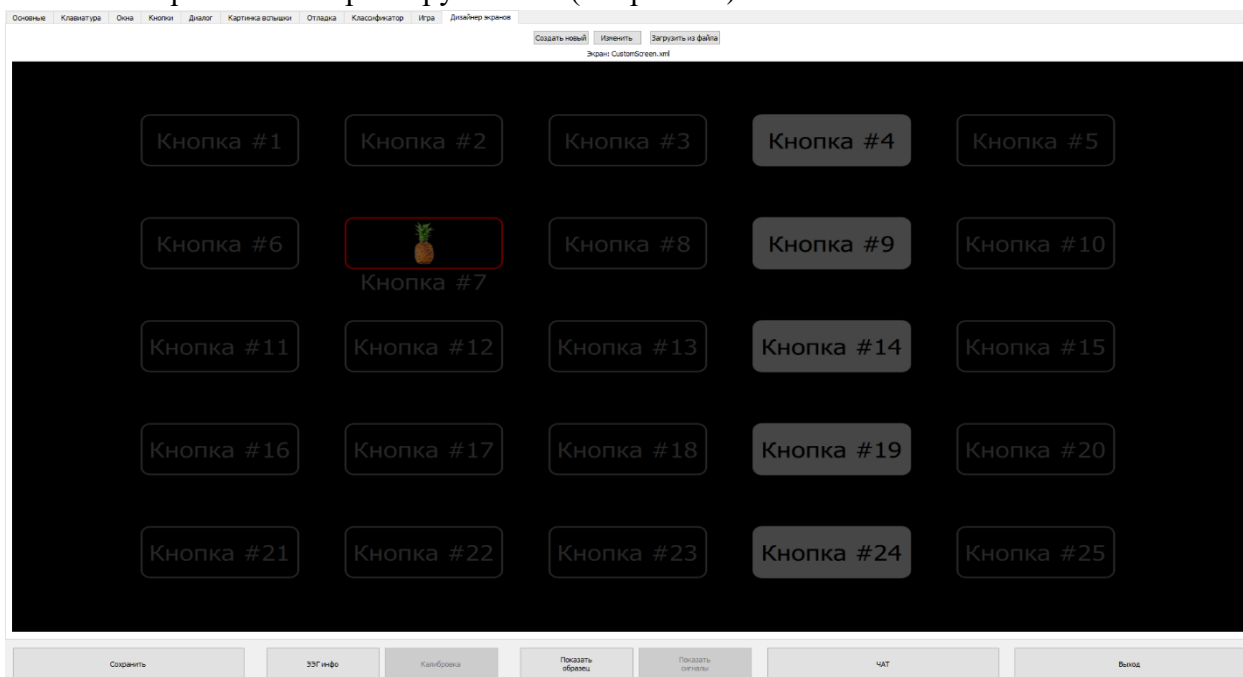 Основные Клавиатура Окна Кнопки Диалог Картинка вспышки Отладка Классификатор Игра Дизайнер экранов
Создать новый Изменить Загрузить из файла
Экран: CustomScreen.xml
Кнопка #1 Кнопка #2 Кнопка #3 Кнопка #4 Кнопка #5
Кнопка #6 Кнопка #8 Кнопка #9 Кнопка #10
Кнопка #7
Кнопка #11 Кнопка #12 Кнопка #13 Кнопка #14 Кнопка #15
Кнопка #16 Кнопка #17 Кнопка #18 Кнопка #19 Кнопка #20
Кнопка #21 Кнопка #22 Кнопка #23 Кнопка #24 Кнопка #25
Сохранить ЭЭГ инфо Калибровка Показать образец Показать сигналы ЧАТ Выход